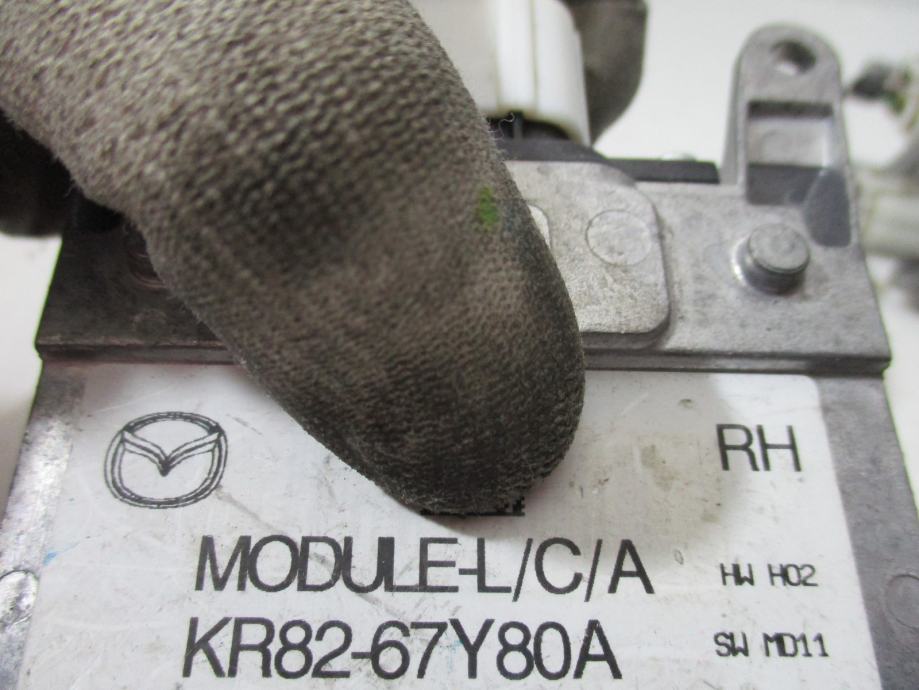 RH
MODULE-L/C/A
HW H02
KR82-67Y80A
SW MD11